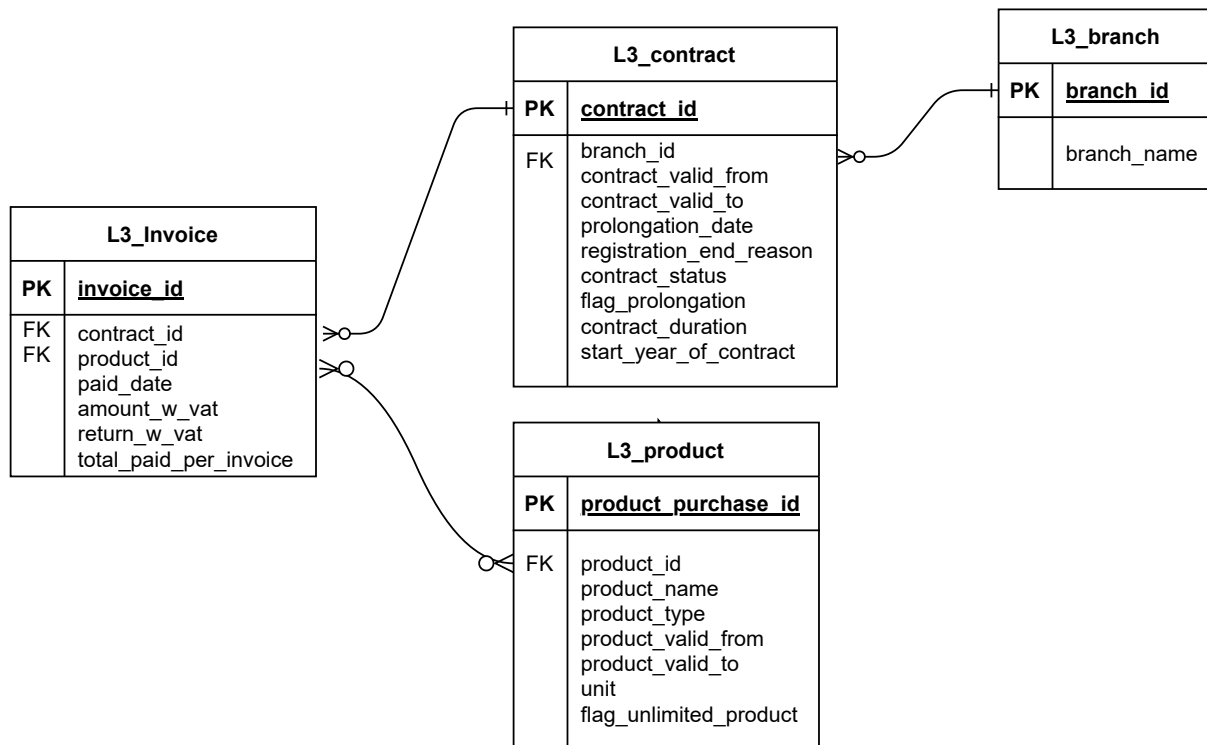 L3_contract
PK contract_id
FK branch_id
contract_valid_from
contract_valid_to
prolongation_date
registration_end_reason
contract_status
flag_prolongation
contract_duration
start_year_of_contract
L3_branch
PK branch_id
branch_name
L3_Invoice
PK invoice_id
FK contract_id
FK product_id
paid_date
amount_w_vat
return_w_vat
total_paid_per_invoice
L3_product
PK product_purchase_id
FK product_id
product_name
product_type
product_valid_from
product_valid_to
unit
flag_unlimited_product